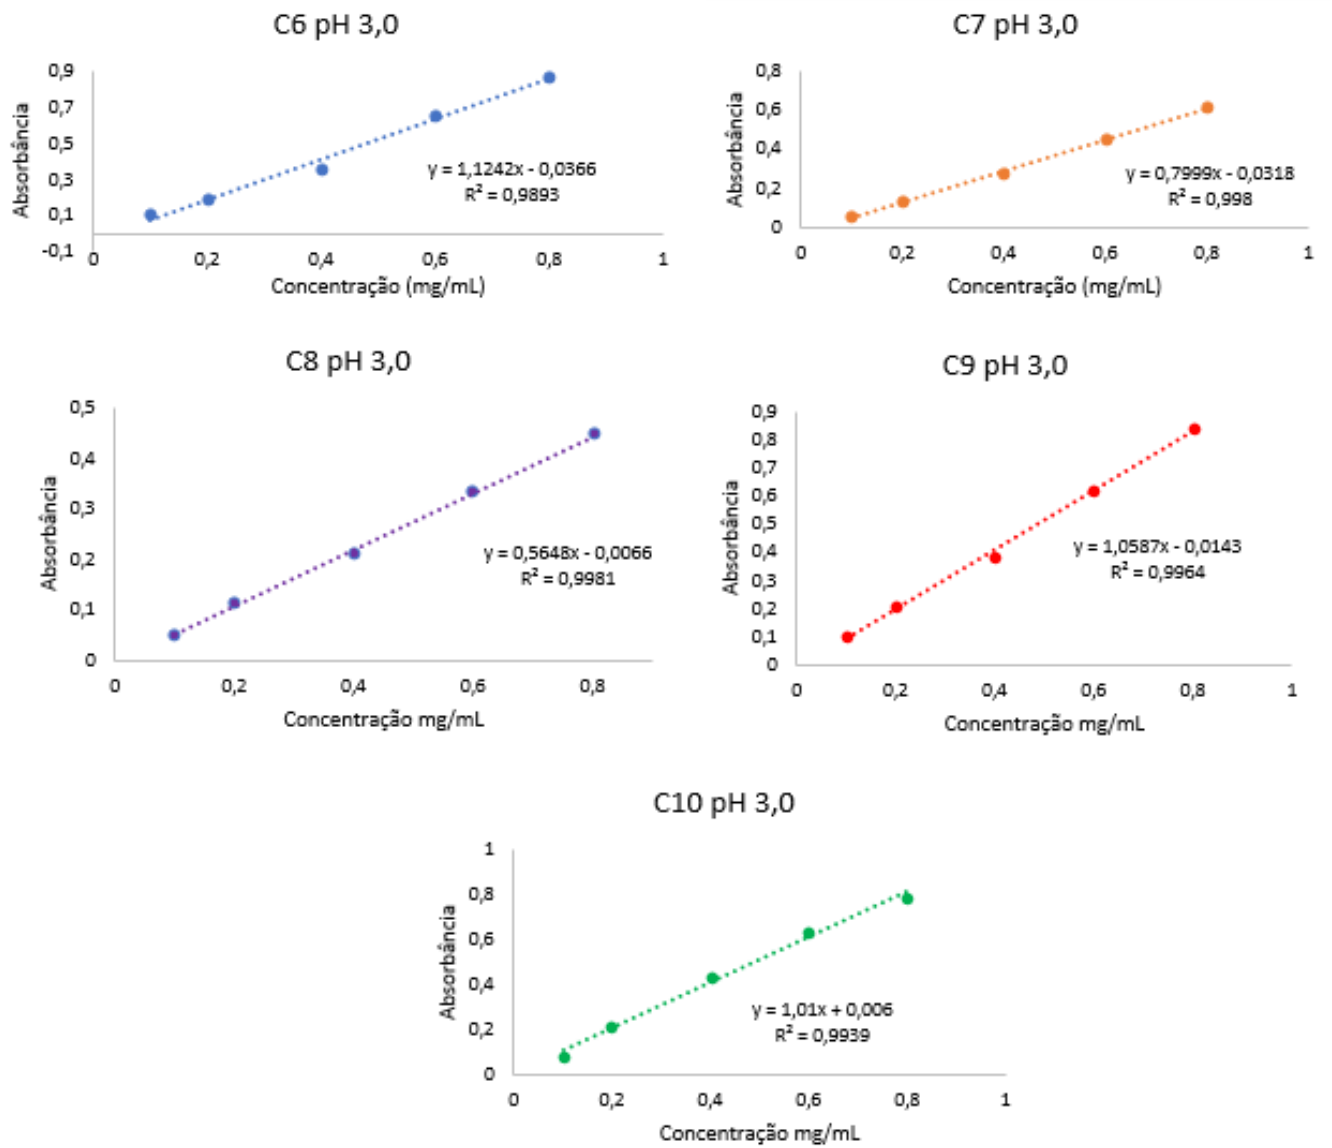 C6 pH 3,0
Absorbância
0,9
0,7
0,5
0,3
0,1
-0,1
y = 1,1242x - 0,0366
R² = 0,9893
0 0,2 0,4 0,6 0,8 1
Concentração (mg/mL)
C7 pH 3,0
Absorbância
0,8
0,6
0,4
0,2
0
y = 0,7999x - 0,0318
R² = 0,998
0 0,2 0,4 0,6 0,8 1
Concentração (mg/mL)
C8 pH 3,0
Absorbância
0,5
0,4
0,3
0,2
0,1
0
y = 0,5648x - 0,0066
R² = 0,9981
0 0,2 0,4 0,6 0,8
Concentração mg/mL
C9 pH 3,0
Absorbância
0,9
0,8
0,7
0,6
0,5
0,4
0,3
0,2
0,1
0
y = 1,0587x - 0,0143
R² = 0,9964
0 0,2 0,4 0,6 0,8 1
Concentração mg/mL
C10 pH 3,0
Absorbância
1
0,8
0,6
0,4
0,2
0
y = 1,01x + 0,006
R² = 0,9939
0 0,2 0,4 0,6 0,8 1
Concentração mg/mL